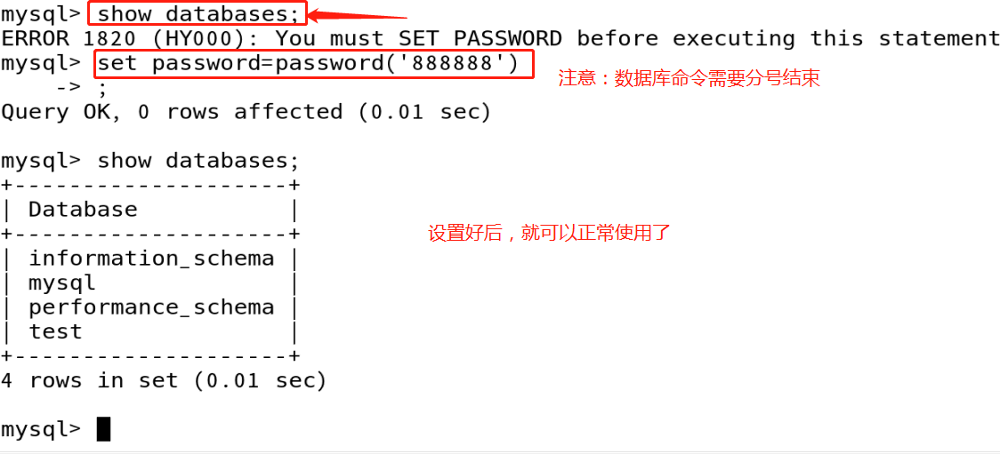 mysql> show databases;
ERROR 1820 (HY000): You must SET PASSWORD before executing this statement
mysql> set password=password('888888')
注意：数据库命令需要分号结束
    -> ;
Query OK, 0 rows affected (0.01 sec)
mysql> show databases;
+--------------------+
| Database           |
+--------------------+
设置好后，就可以正常使用了
| information_schema |
| mysql              |
| performance_schema |
| test               |
+--------------------+
4 rows in set (0.01 sec)
mysql>